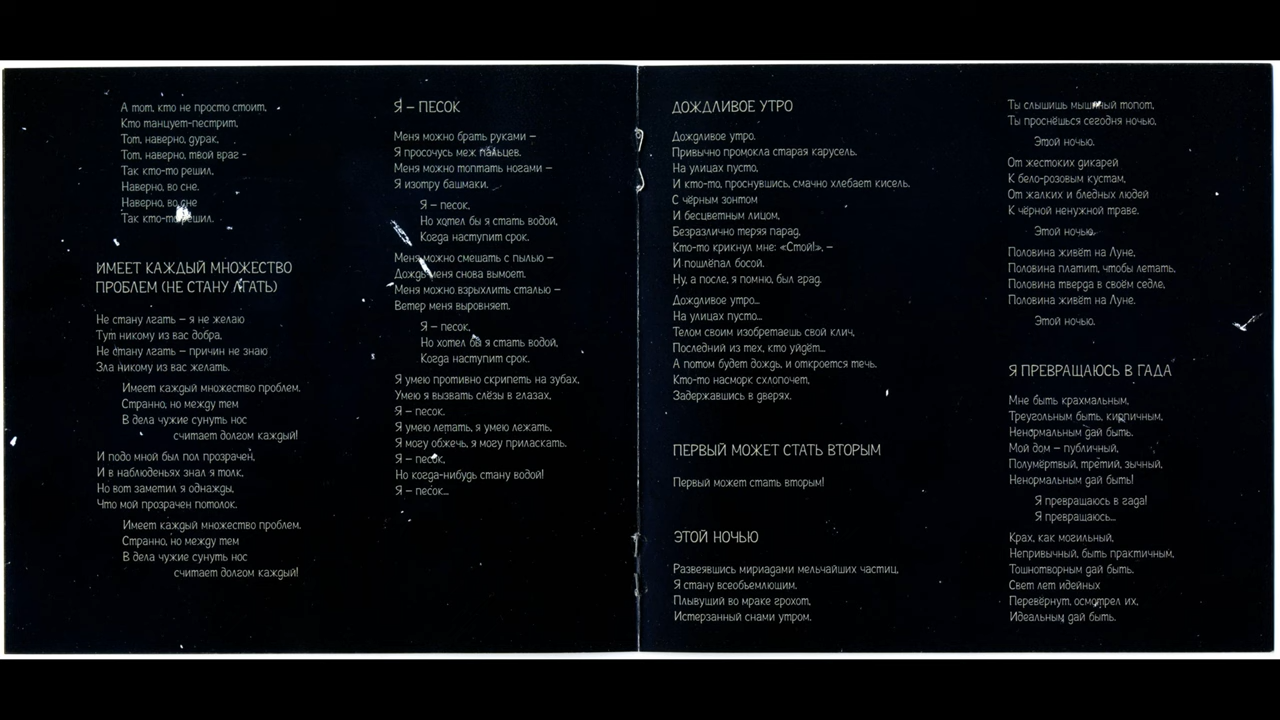 А тот, кто не просто стоит,
Кто танцует-пестрит,
Тот, наверно, дурак,
Тот, наверно, твой враг –
Так кто-то решил.
Наверно, во сне.
Наверно, во сне
Так кто-то решил.
ИМЕЕТ КАЖДЫЙ МНОЖЕСТВО
ПРОБЛЕМ (НЕ СТАНУ ЛГАТЬ)
Не стану лгать – я не желаю
Тут никому из вас добра,
Не стану лгать – причин не знаю
Зла никому из вас желать.
Имеет каждый множество проблем.
Странно, но между тем
В дела чужие сунуть нос
считает долгом каждый!
И подо мной был пол прозрачен,
И в наблюденьях знал я толк,
Но вот заметил я однажды,
Что мой прозрачен потолок.
Имеет каждый множество проблем.
Странно, но между тем
В дела чужие сунуть нос
считает долгом каждый!
Я – ПЕСОК
Меня можно брать руками –
Я просочусь меж пальцев.
Меня можно топтать ногами –
Я изотру башмаки.
Я – песок,
Но хотел бы я стать водой,
Когда наступит срок.
Меня можно смешать с пылью –
Дождь меня снова вымоет.
Меня можно взрыхлить сталью –
Ветер меня выровняет.
Я – песок,
Но хотел бы я стать водой,
Когда наступит срок.
Я умею противно скрипеть на зубах,
Умею я вызвать слёзы в глазах,
Я – песок.
Я умею летать, я умею лежать,
Я могу обжечь, я могу приласкать.
Я – песок,
Но когда-нибудь стану водой!
Я – песок...
ДОЖДЛИВОЕ УТРО
Дождливое утро.
Привычно промокла старая карусель.
На улицах пусто,
И кто-то, проснувшись, смачно хлебает кисель.
С чёрным зонтом
И бесцветным лицом,
Безразлично теряя парад,
Кто-то крикнул мне: «Стой!», –
И пошлёпал босой.
Ну, а после, я помню, был град.
Дождливое утро...
На улицах пусто...
Телом своим изобретаешь свой клич,
Последний из тех, кто уйдёт...
А потом будет дождь, и откроется течь.
Кто-то насморк схлопочет,
Задержавшись в дверях.
ПЕРВЫЙ МОЖЕТ СТАТЬ ВТОРЫМ
Первый может стать вторым!
ЭТОЙ НОЧЬЮ
Развеявшись мириадами мельчайших частиц,
Я стану всеобъемлющим.
Плывущий во мраке грохот,
Истерзанный снами утром.
Ты слышишь мышиный топот,
Ты проснёшься сегодня ночью,
Этой ночью.
От жестоких дикарей
К бело-розовым кустам,
От жалких и бледных людей
К чёрной ненужной траве.
Этой ночью.
Половина живёт на Луне,
Половина платит, чтобы летать,
Половина тверда в своём седле,
Половина живёт на Луне.
Этой ночью.
Я ПРЕВРАЩАЮСЬ В ГАДА
Мне быть крахмальным,
Треугольным быть, кирпичным,
Ненормальным дай быть.
Мой дом – публичный,
Полумёртвый, третий, зычный,
Ненормальным дай быть!
Я превращаюсь в гада!
Я превращаюсь...
Крах, как могильный,
Непривычный, быть практичным,
Тошнотворным дай быть.
Свет лет идейных
Перевёрнут, осмотрел их,
Идеальным дай быть.